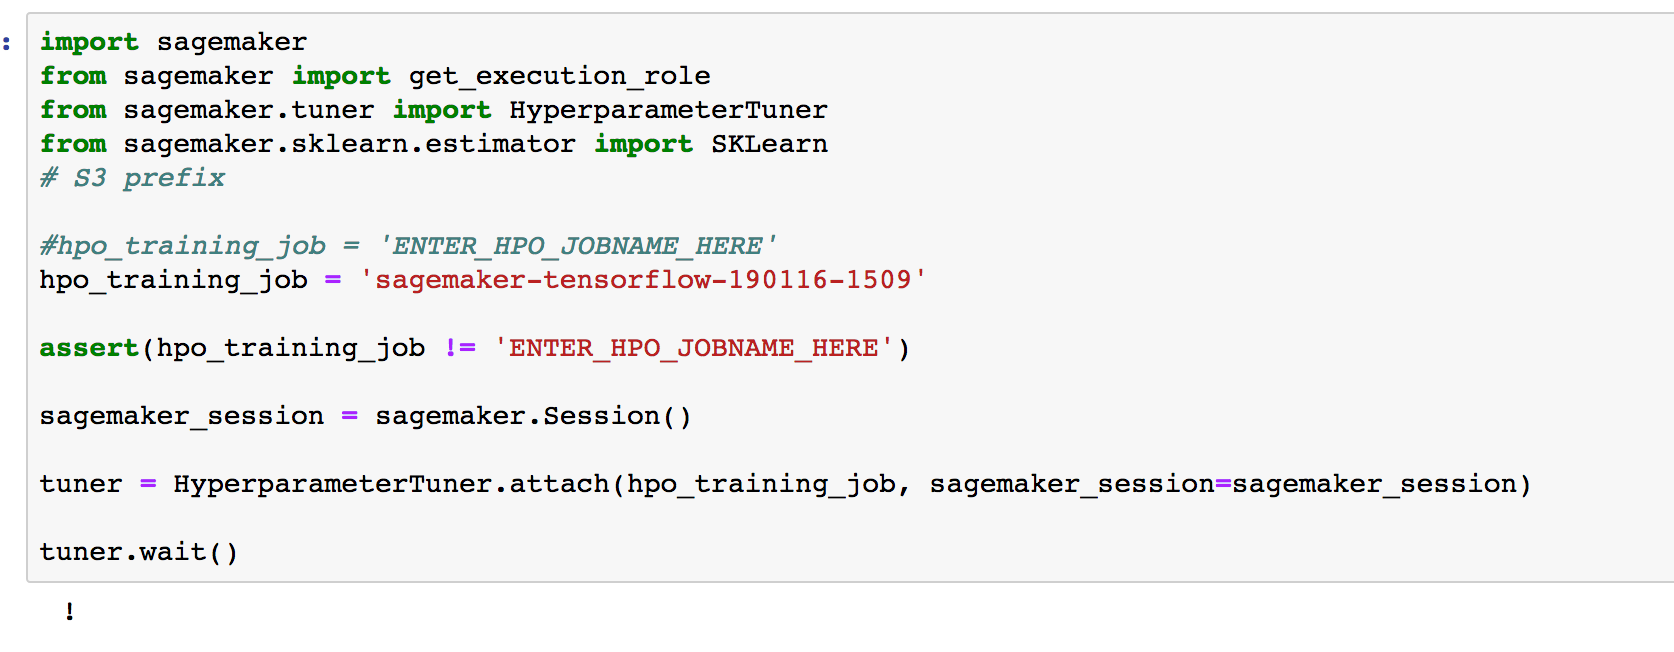 :
import sagemaker
from sagemaker import get_execution_role
from sagemaker.tuner import HyperparameterTuner
from sagemaker.sklearn.estimator import SKLearn
# S3 prefix
#hpo_training_job = 'ENTER_HPO_JOBNAME_HERE'
hpo_training_job = 'sagemaker-tensorflow-190116-1509'
assert(hpo_training_job != 'ENTER_HPO_JOBNAME_HERE')
sagemaker_session = sagemaker.Session()
tuner = HyperparameterTuner.attach(hpo_training_job, sagemaker_session=sagemaker_session)
tuner.wait()
!